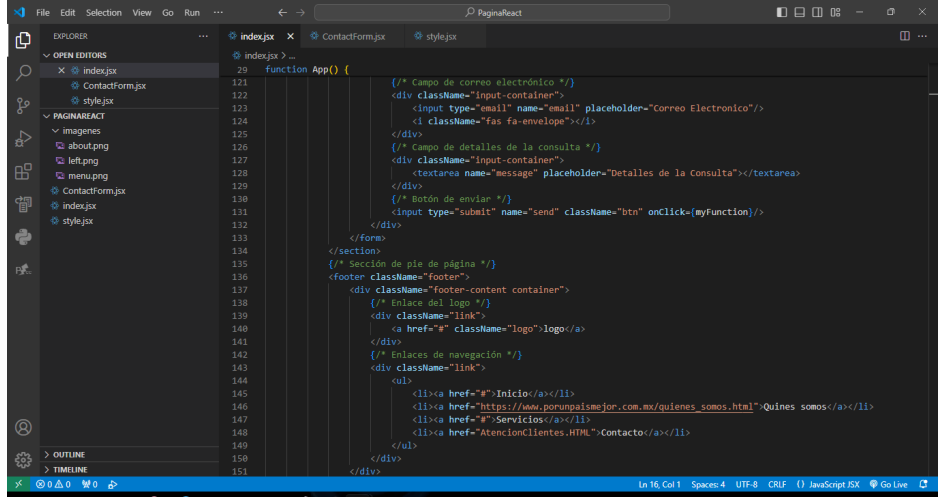 File Edit Selection View Go Run ···
PaginaReact
EXPLORER ···
OPEN EDITORS
index.jsx
ContactForm.jsx
style.jsx
PAGINAREACT
imagenes
about.png
left.png
menu.png
ContactForm.jsx
index.jsx
style.jsx
OUTLINE
TIMELINE
index.jsx ContactForm.jsx style.jsx
index.jsx > ...
29 function App() {
121 {/* Campo de correo electrónico */}
122 <div className="input-container">
123 <input type="email" name="email" placeholder="Correo Electronico"/>
124 <i className="fas fa-envelope"></i>
125 </div>
126 {/* Campo de detalles de la consulta */}
127 <div className="input-container">
128 <textarea name="message" placeholder="Detalles de la Consulta"></textarea>
129 </div>
130 {/* Botón de enviar */}
131 <input type="submit" name="send" className="btn" onClick={myFunction}/>
132 </div>
133 </form>
134 </section>
135 {/* Sección de pie de página */}
136 <footer className="footer">
137 <div className="footer-content container">
138 {/* Enlace del logo */}
139 <div className="link">
140 <a href="#" className="logo">logo</a>
141 </div>
142 {/* Enlaces de navegación */}
143 <div className="link">
144 <ul>
145 <li><a href="#">Inicio</a></li>
146 <li><a href="https://www.porunpaismejor.com.mx/quienes_somos.html">Quines somos</a></li>
147 <li><a href="#">Servicios</a></li>
148 <li><a href="AtencionClientes.HTML">Contacto</a></li>
149 </ul>
150 </div>
151 </div>
0 0 0 Ln 16, Col 1 Spaces: 4 UTF-8 CRLF {} JavaScript JSX Go Live